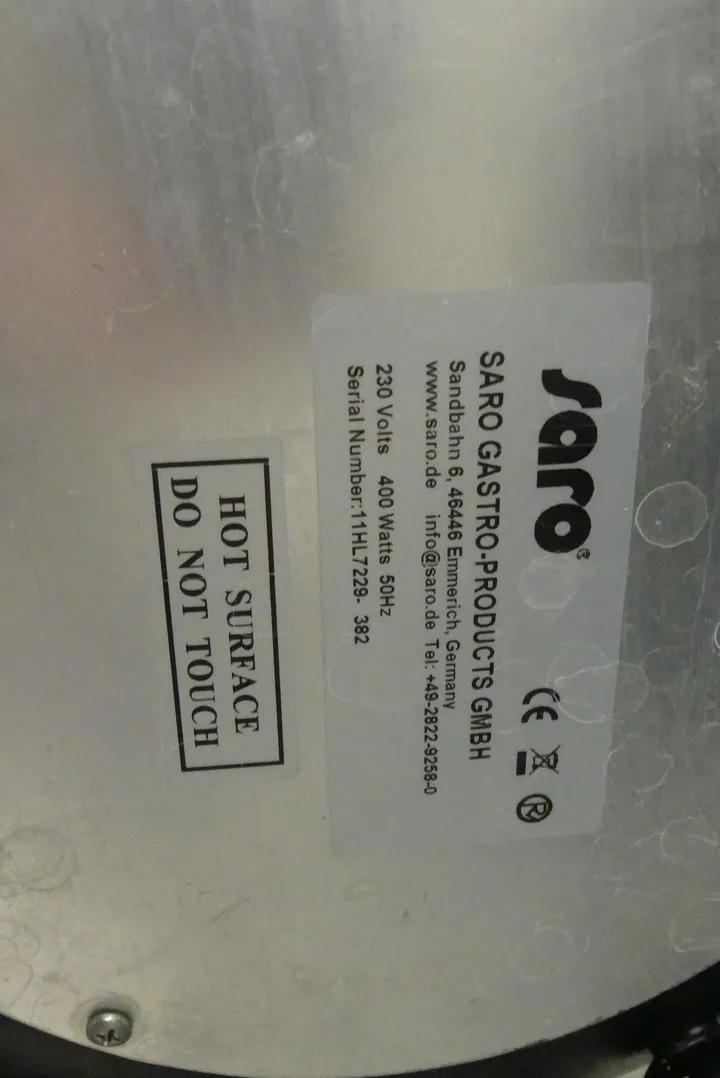 saro®
CE ®
SARO GASTRO-PRODUCTS GMBH
Sandbahn 6, 46446 Emmerich, Germany
www.saro.de info@saro.de Tel: +49-2822-9258-0
230 Volts 400 Watts 50Hz
Serial Number:11HL7229- 382
HOT SURFACE
DO NOT TOUCH